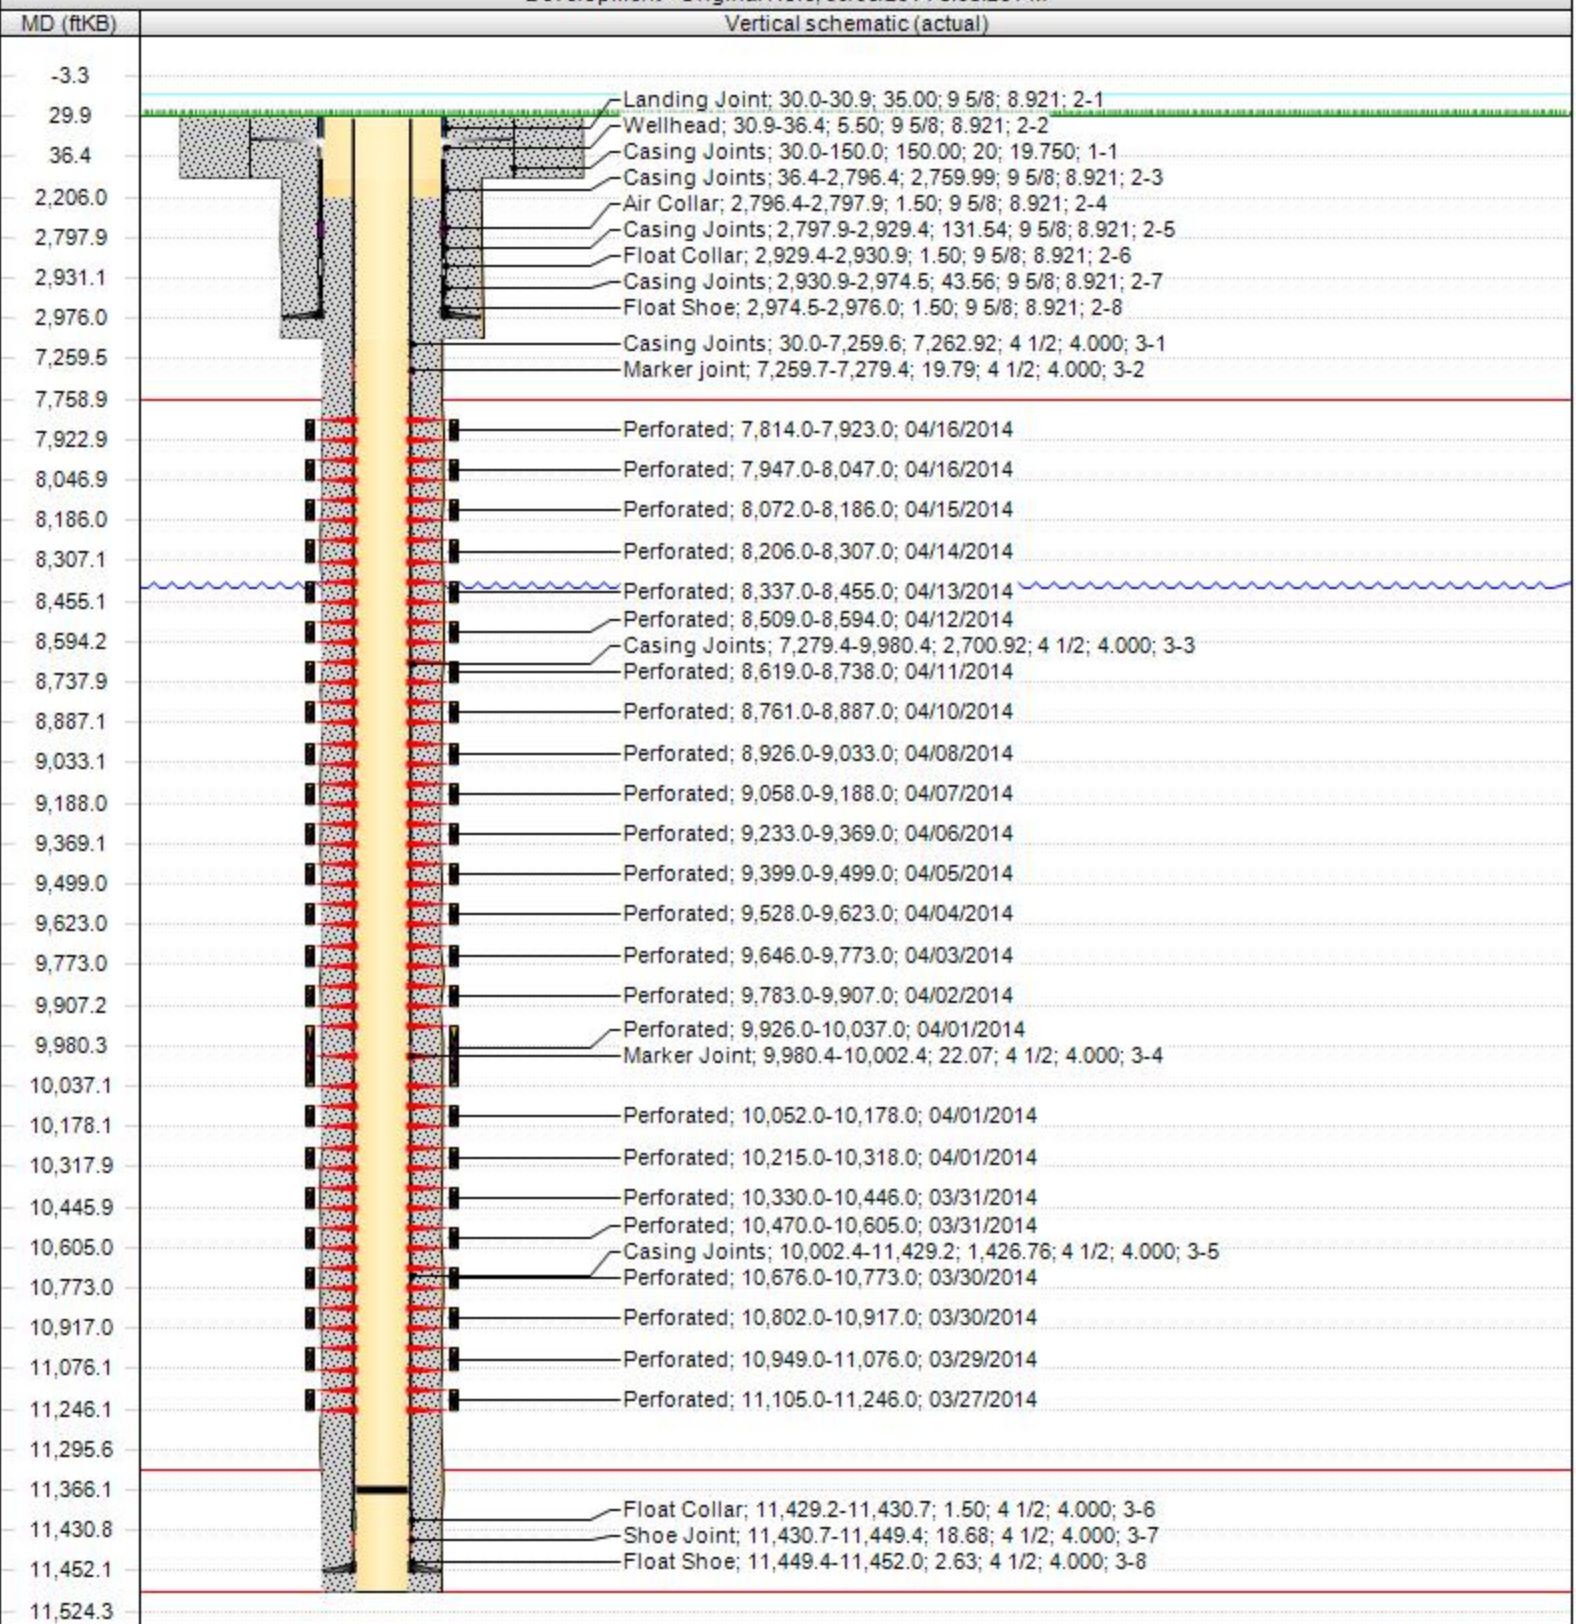 MD (ftKB)
Vertical schematic (actual)
-3.3
Landing Joint; 30.0-30.9; 35.00; 9 5/8; 8.921; 2-1
29.9
Wellhead; 30.9-36.4; 5.50; 9 5/8; 8.921; 2-2
Casing Joints; 30.0-150.0; 150.00; 20; 19.750; 1-1
36.4
Casing Joints; 36.4-2,796.4; 2,759.99; 9 5/8; 8.921; 2-3
2,206.0
Air Collar; 2,796.4-2,797.9; 1.50; 9 5/8; 8.921; 2-4
Casing Joints; 2,797.9-2,929.4; 131.54; 9 5/8; 8.921; 2-5
2,797.9
Float Collar; 2,929.4-2,930.9; 1.50; 9 5/8; 8.921; 2-6
2,931.1
Casing Joints; 2,930.9-2,974.5; 43.56; 9 5/8; 8.921; 2-7
Float Shoe; 2,974.5-2,976.0; 1.50; 9 5/8; 8.921; 2-8
2,976.0
Casing Joints; 30.0-7,259.6; 7,262.92; 4 1/2; 4.000; 3-1
7,259.5
Marker joint; 7,259.7-7,279.4; 19.79; 4 1/2; 4.000; 3-2
7,758.9
Perforated; 7,814.0-7,923.0; 04/16/2014
7,922.9
Perforated; 7,947.0-8,047.0; 04/16/2014
8,046.9
Perforated; 8,072.0-8,186.0; 04/15/2014
8,186.0
Perforated; 8,206.0-8,307.0; 04/14/2014
8,307.1
Perforated; 8,337.0-8,455.0; 04/13/2014
8,455.1
Perforated; 8,509.0-8,594.0; 04/12/2014
8,594.2
Casing Joints; 7,279.4-9,980.4; 2,700.92; 4 1/2; 4.000; 3-3
Perforated; 8,619.0-8,738.0; 04/11/2014
8,737.9
Perforated; 8,761.0-8,887.0; 04/10/2014
8,887.1
Perforated; 8,926.0-9,033.0; 04/08/2014
9,033.1
Perforated; 9,058.0-9,188.0; 04/07/2014
9,188.0
Perforated; 9,233.0-9,369.0; 04/06/2014
9,369.1
Perforated; 9,399.0-9,499.0; 04/05/2014
9,499.0
Perforated; 9,528.0-9,623.0; 04/04/2014
9,623.0
Perforated; 9,646.0-9,773.0; 04/03/2014
9,773.0
Perforated; 9,783.0-9,907.0; 04/02/2014
9,907.2
Perforated; 9,926.0-10,037.0; 04/01/2014
9,980.3
Marker Joint; 9,980.4-10,002.4; 22.07; 4 1/2; 4.000; 3-4
10,037.1
Perforated; 10,052.0-10,178.0; 04/01/2014
10,178.1
Perforated; 10,215.0-10,318.0; 04/01/2014
10,317.9
Perforated; 10,330.0-10,446.0; 03/31/2014
10,445.9
Perforated; 10,470.0-10,605.0; 03/31/2014
10,605.0
Casing Joints; 10,002.4-11,429.2; 1,426.76; 4 1/2; 4.000; 3-5
Perforated; 10,676.0-10,773.0; 03/30/2014
10,773.0
Perforated; 10,802.0-10,917.0; 03/30/2014
10,917.0
Perforated; 10,949.0-11,076.0; 03/29/2014
11,076.1
Perforated; 11,105.0-11,246.0; 03/27/2014
11,246.1
11,295.6
11,366.1
Float Collar; 11,429.2-11,430.7; 1.50; 4 1/2; 4.000; 3-6
11,430.8
Shoe Joint; 11,430.7-11,449.4; 18.68; 4 1/2; 4.000; 3-7
Float Shoe; 11,449.4-11,452.0; 2.63; 4 1/2; 4.000; 3-8
11,452.1
11,524.3